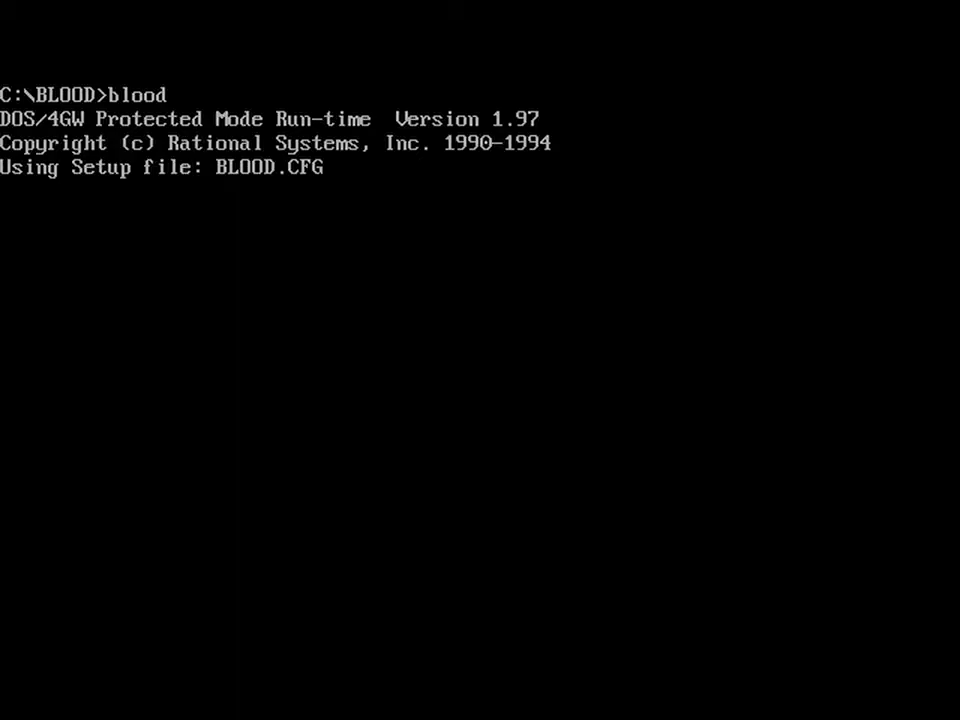 C:\BLOOD>blood
DOS/4GW Protected Mode Run-time  Version 1.97
Copyright (c) Rational Systems, Inc. 1990-1994
Using Setup file: BLOOD.CFG